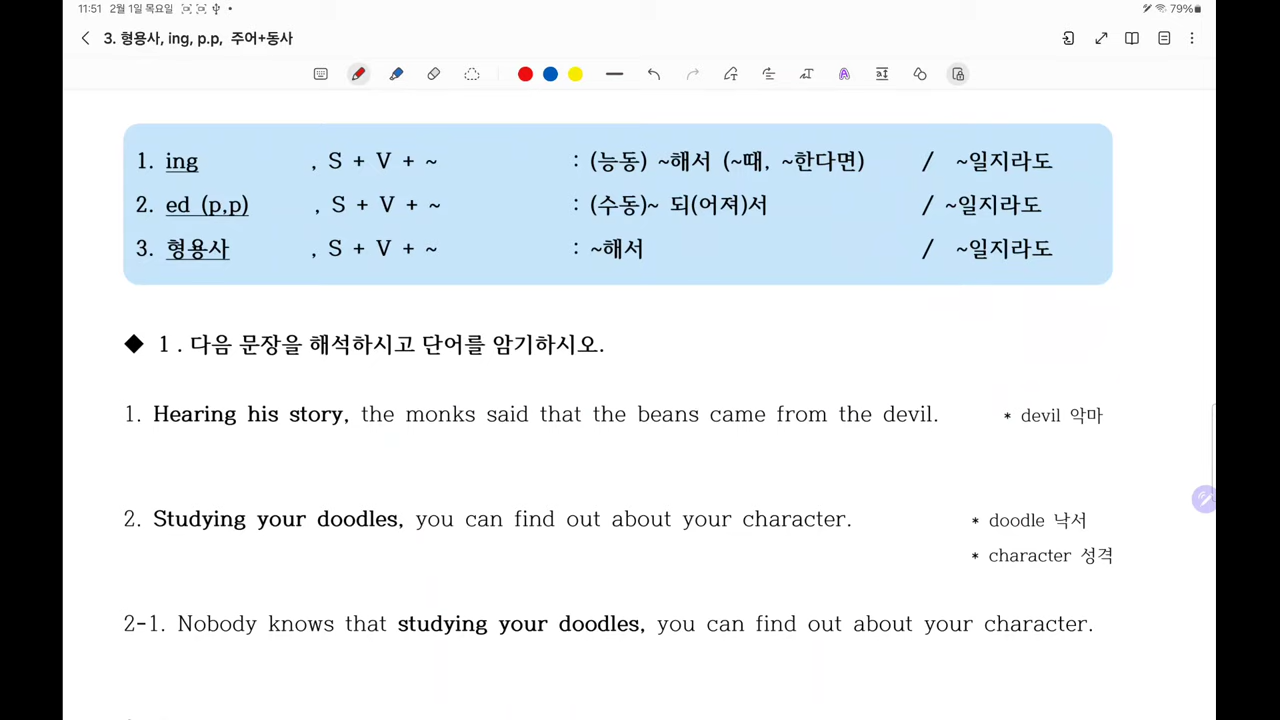 11:51 2월 1일 목요일 79%
3. 형용사, ing, p.p, 주어+동사
1. ing , S + V + ~ : (능동) ~해서 (~때, ~한다면) / ~일지라도
2. ed (p,p) , S + V + ~ : (수동)~ 되(어져)서 / ~일지라도
3. 형용사 , S + V + ~ : ~해서 / ~일지라도
◆ 1 . 다음 문장을 해석하시고 단어를 암기하시오.
1. Hearing his story, the monks said that the beans came from the devil. * devil 악마
2. Studying your doodles, you can find out about your character. * doodle 낙서
* character 성격
2-1. Nobody knows that studying your doodles, you can find out about your character.